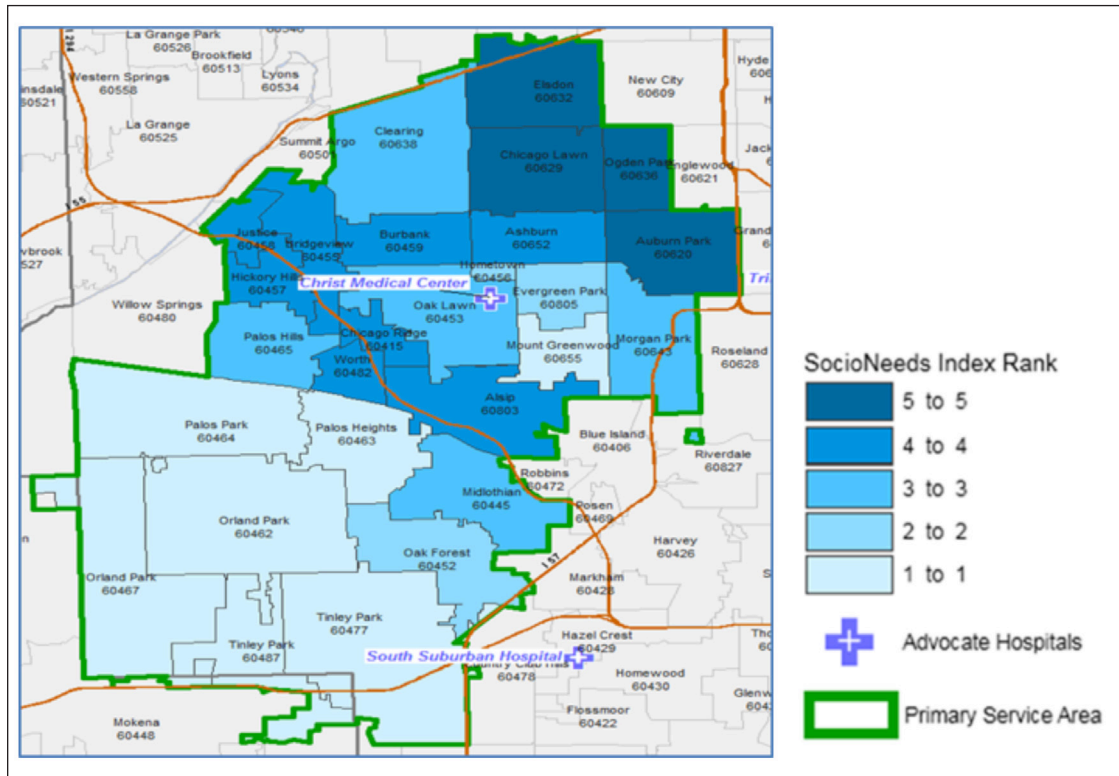 I 294
La Grange Park
60526
Brookfield
60513
Western Springs
60558
Lyons
60534
60521
La Grange
60525
Summit Argo
I 55
Clearing
60638
Elsdon
60632
New City
60609
Chicago Lawn
60629
Ogden Park
60636
Englewood
60621
Justice
60458
Bridgeview
60455
Burbank
60459
Ashburn
60652
Auburn Park
60620
Hickory Hills
60457
Willow Springs
60480
Christ Medical Center
Hometown
60456
Oak Lawn
60453
Evergreen Park
60805
Palos Hills
60465
Chicago Ridge
60415
Worth
60482
Mount Greenwood
60655
Morgan Park
60643
Roseland
60628
Alsip
60803
Palos Park
60464
Palos Heights
60463
Blue Island
60406
Riverdale
60827
Robbins
60472
Midlothian
60445
Posen
60469
Orland Park
60462
Harvey
60426
Oak Forest
60452
I 57
Markham
60428
Orland Park
60467
Tinley Park
60477
Tinley Park
60487
Hazel Crest
60429
South Suburban Hospital
Country Club Hills
60478
Homewood
60430
Mokena
60448
Flossmoor
60422
SocioNeeds Index Rank
5 to 5
4 to 4
3 to 3
2 to 2
1 to 1
Advocate Hospitals
Primary Service Area